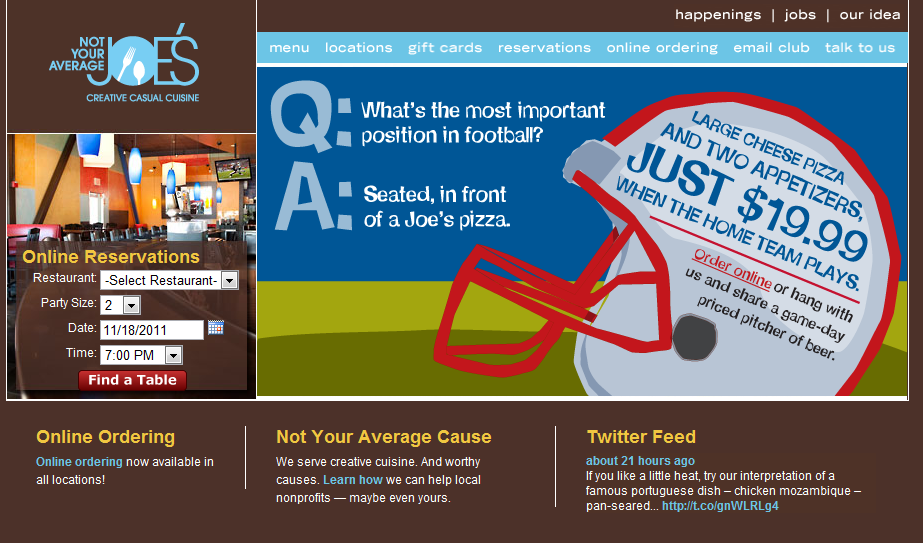 happenings | jobs | our idea
NOT
YOUR
AVERAGE
JOE'S
CREATIVE CASUAL CUISINE
menu locations gift cards reservations online ordering email club talk to us
Q: What's the most important
position in football?
A: Seated, in front
of a Joe's pizza.
LARGE CHEESE PIZZA
AND TWO APPETIZERS,
JUST $19.99
WHEN THE HOME TEAM PLAYS.
Order online or hang with
us and share a game-day
priced pitcher of beer.
Online Reservations
Restaurant: -Select Restaurant-
Party Size: 2
Date: 11/18/2011
Time: 7:00 PM
Find a Table
Online Ordering
Online ordering now available in
all locations!
Not Your Average Cause
We serve creative cuisine. And worthy
causes. Learn how we can help local
nonprofits — maybe even yours.
Twitter Feed
about 21 hours ago
If you like a little heat, try our interpretation of a
famous portuguese dish – chicken mozambique –
pan-seared... http://t.co/gnWLRLg4